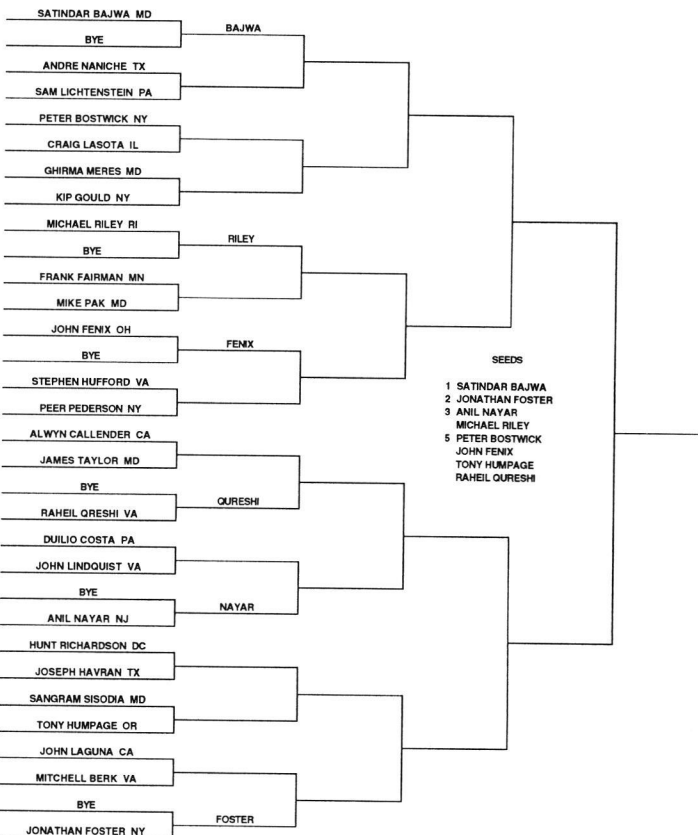 SATINDAR BAJWA MD
BAJWA
BYE
ANDRE NANICHE TX
SAM LICHTENSTEIN PA
PETER BOSTWICK NY
CRAIG LASOTA IL
GHIRMA MERES MD
KIP GOULD NY
MICHAEL RILEY RI
RILEY
BYE
FRANK FAIRMAN MN
MIKE PAK MD
JOHN FENIX OH
FENIX
BYE
STEPHEN HUFFORD VA
PEER PEDERSON NY
SEEDS
1 SATINDAR BAJWA
2 JONATHAN FOSTER
3 ANIL NAYAR
MICHAEL RILEY
5 PETER BOSTWICK
JOHN FENIX
TONY HUMPAGE
RAHEIL QURESHI
ALWYN CALLENDER CA
JAMES TAYLOR MD
BYE
QURESHI
RAHEIL QRESHI VA
DUILIO COSTA PA
JOHN LINDQUIST VA
BYE
NAYAR
ANIL NAYAR NJ
HUNT RICHARDSON DC
JOSEPH HAVRAN TX
SANGRAM SISODIA MD
TONY HUMPAGE OR
JOHN LAGUNA CA
MITCHELL BERK VA
BYE
FOSTER
JONATHAN FOSTER NY